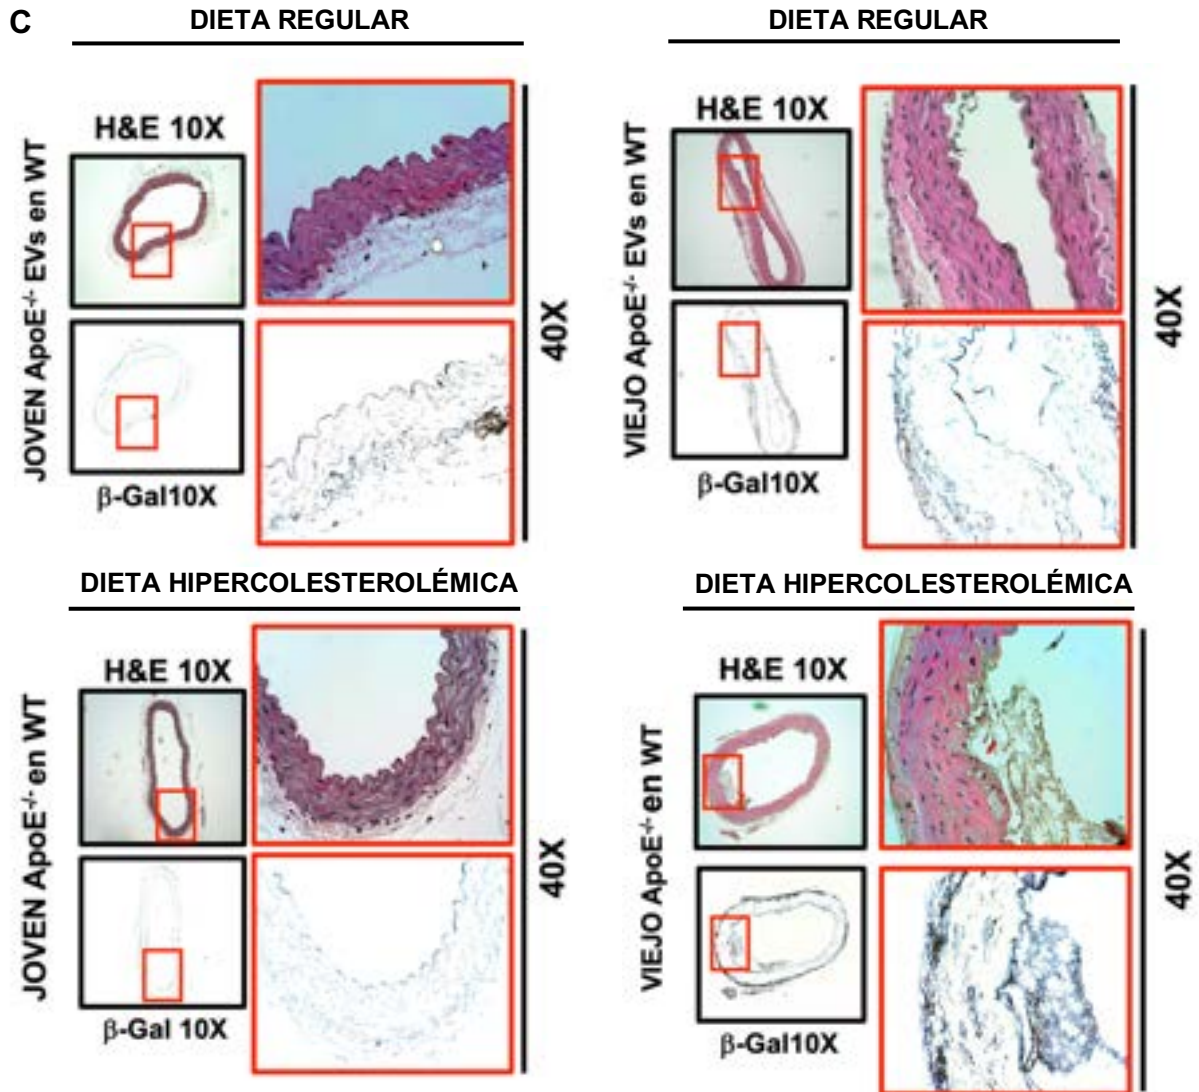 C
DIETA REGULAR
JOVEN ApoE-/- EVs en WT
H&E 10X
β-Gal10X
40X
DIETA REGULAR
VIEJO ApoE-/- EVs en WT
H&E 10X
β-Gal10X
40X
DIETA HIPERCOLESTEROLÉMICA
JOVEN ApoE-/- en WT
H&E 10X
β-Gal 10X
40X
DIETA HIPERCOLESTEROLÉMICA
VIEJO ApoE-/- en WT
H&E 10X
β-Gal10X
40X